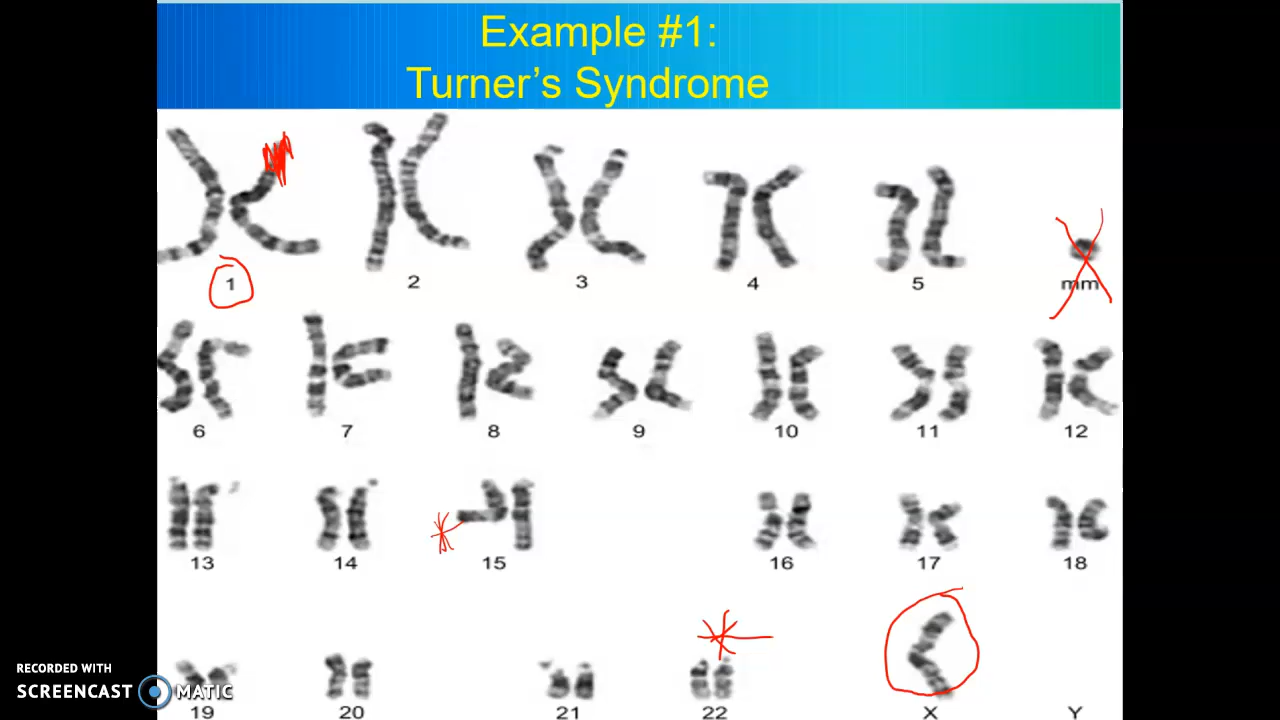 Example #1:
Turner's Syndrome
1 2 3 4 5 mm
6 7 8 9 10 11 12
13 14 15 16 17 18
19 20 21 22 X Y
RECORDED WITH
SCREENCAST MATIC